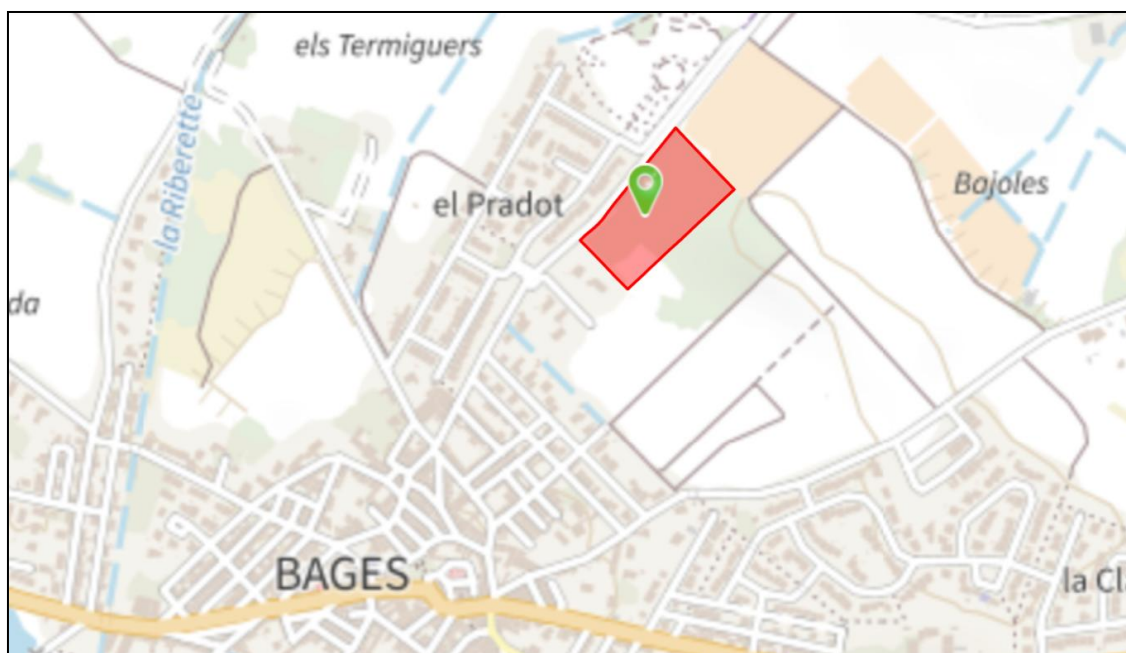 els Termiguers
la Riberette
Bajoles
el Pradot
da
BAGES
la Cl